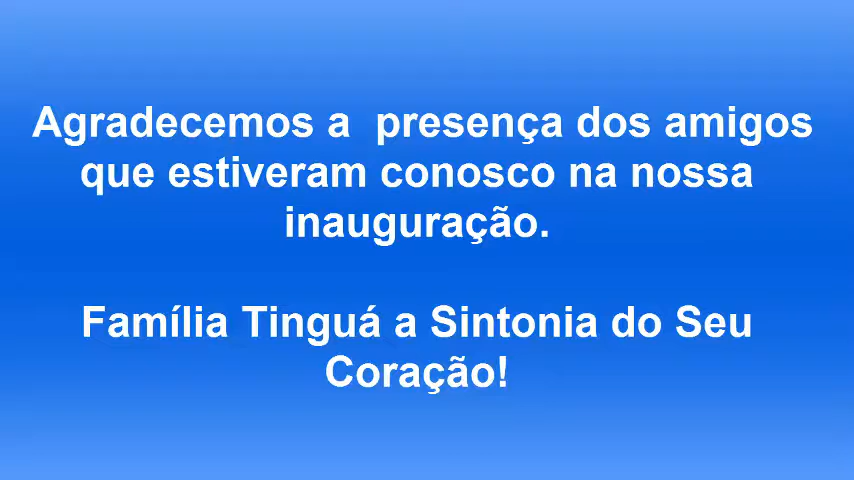 Agradecemos a  presença dos amigos
que estiveram conosco na nossa
inauguração.
Família Tinguá a Sintonia do Seu
Coração!